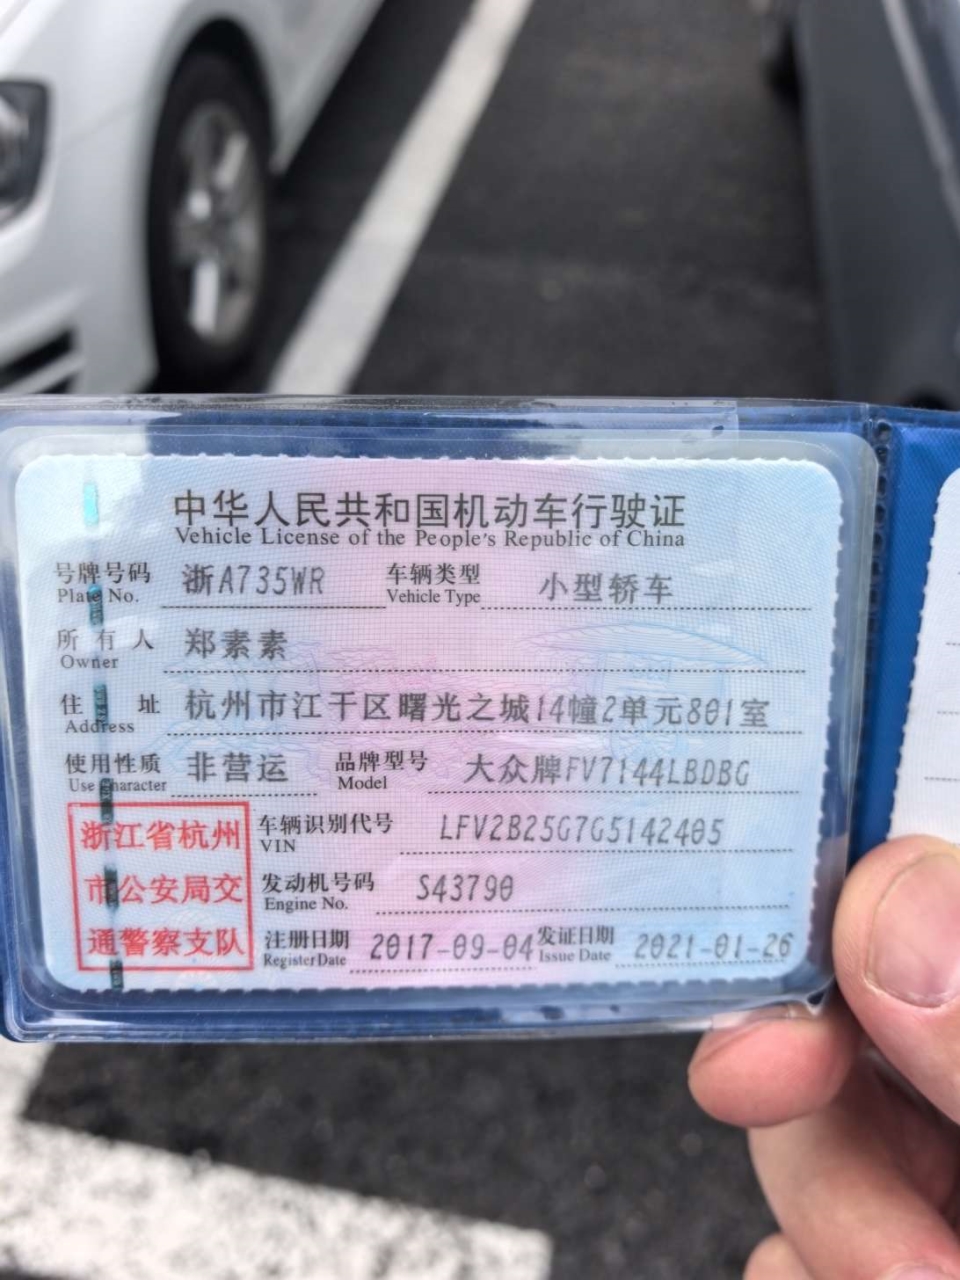 中华人民共和国机动车行驶证
Vehicle License of the People's Republic of China
号牌号码 浙A735WR 车辆类型 小型轿车
Plate No. Vehicle Type
所有人 郑素素
Owner
住址 杭州市江干区曙光之城14幢2单元801室
Address
使用性质 非营运 品牌型号 大众牌FV7144LBDBG
Use Character Model
浙江省杭州 车辆识别代号 LFV2B25G7G5142405
VIN
市公安局交 发动机号码 S43790
Engine No.
通警察支队 注册日期 2017-09-04 发证日期 2021-01-26
Register Date Issue Date